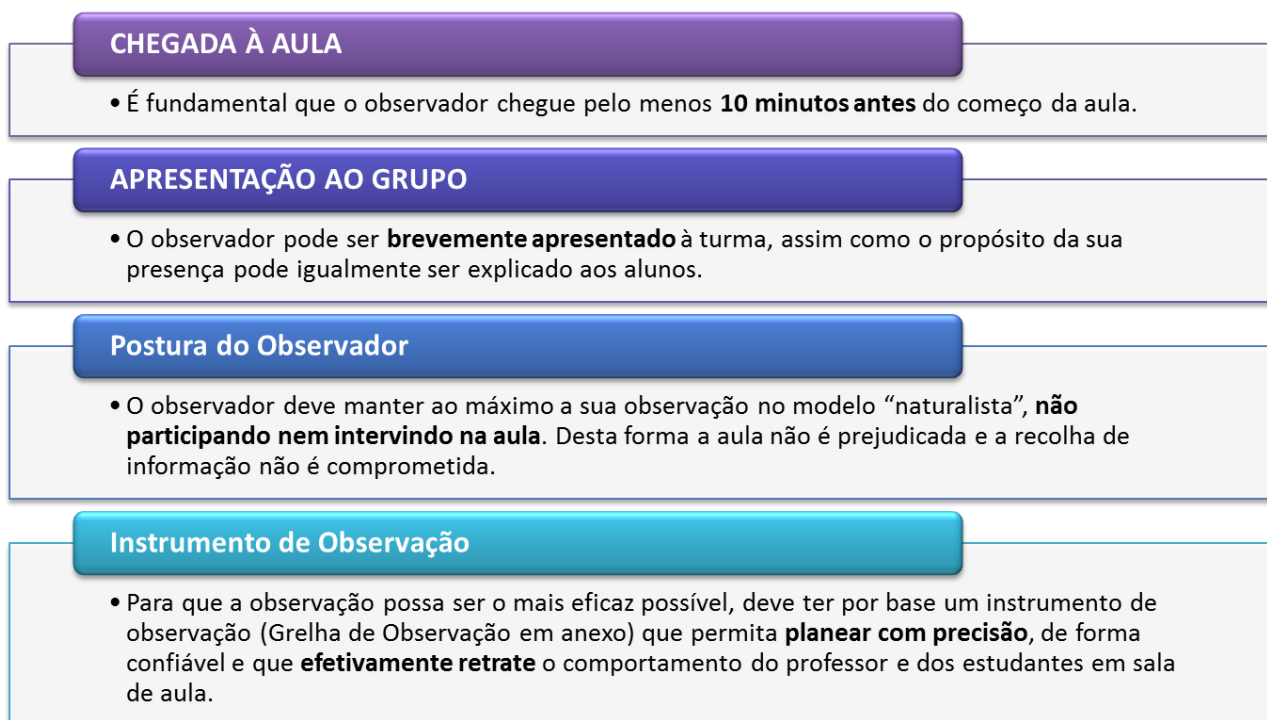 CHEGADA À AULA
• É fundamental que o observador chegue pelo menos 10 minutos antes do começo da aula.
APRESENTAÇÃO AO GRUPO
• O observador pode ser brevemente apresentado à turma, assim como o propósito da sua
presença pode igualmente ser explicado aos alunos.
Postura do Observador
• O observador deve manter ao máximo a sua observação no modelo “naturalista”, não
participando nem intervindo na aula. Desta forma a aula não é prejudicada e a recolha de
informação não é comprometida.
Instrumento de Observação
• Para que a observação possa ser o mais eficaz possível, deve ter por base um instrumento de
observação (Grelha de Observação em anexo) que permita planear com precisão, de forma
confiável e que efetivamente retrate o comportamento do professor e dos estudantes em sala
de aula.